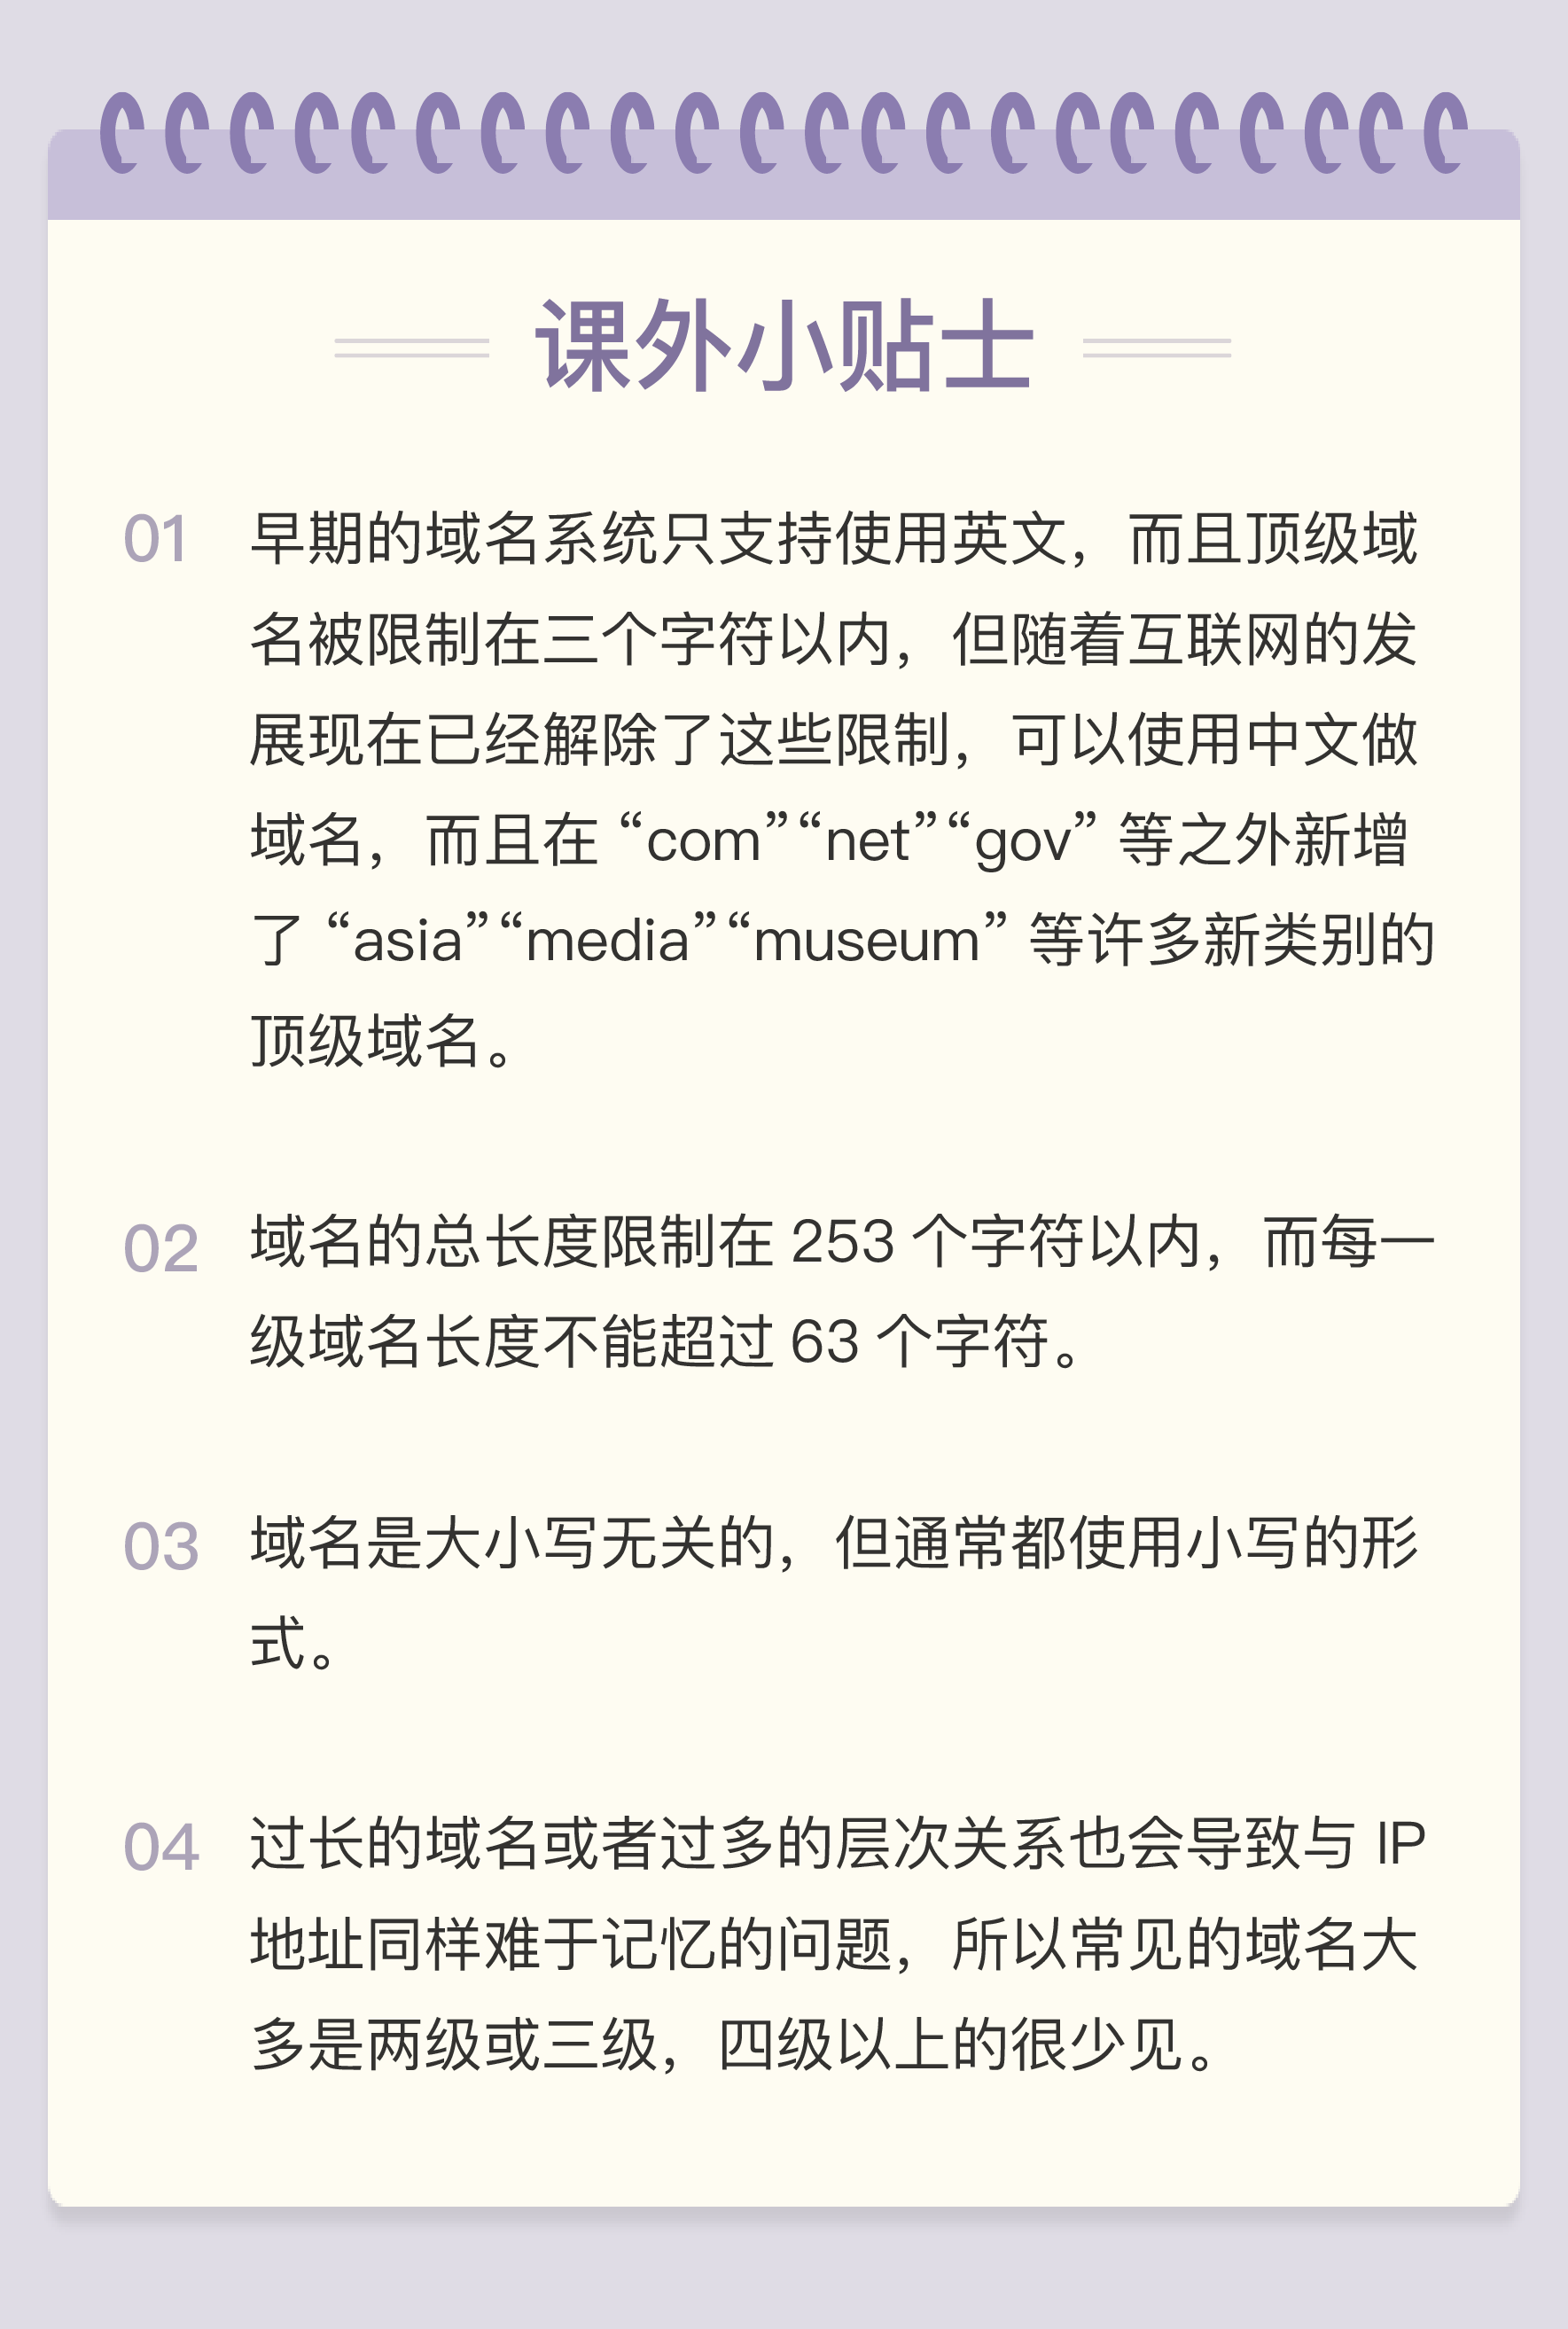 课外小贴士
01 早期的域名系统只支持使用英文，而且顶级域
名被限制在三个字符以内，但随着互联网的发
展现在已经解除了这些限制，可以使用中文做
域名，而且在 “com”“net”“gov” 等之外新增
了 “asia”“media”“museum” 等许多新类别的
顶级域名。
02 域名的总长度限制在 253 个字符以内，而每一
级域名长度不能超过 63 个字符。
03 域名是大小写无关的，但通常都使用小写的形
式。
04 过长的域名或者过多的层次关系也会导致与 IP
地址同样难于记忆的问题，所以常见的域名大
多是两级或三级，四级以上的很少见。